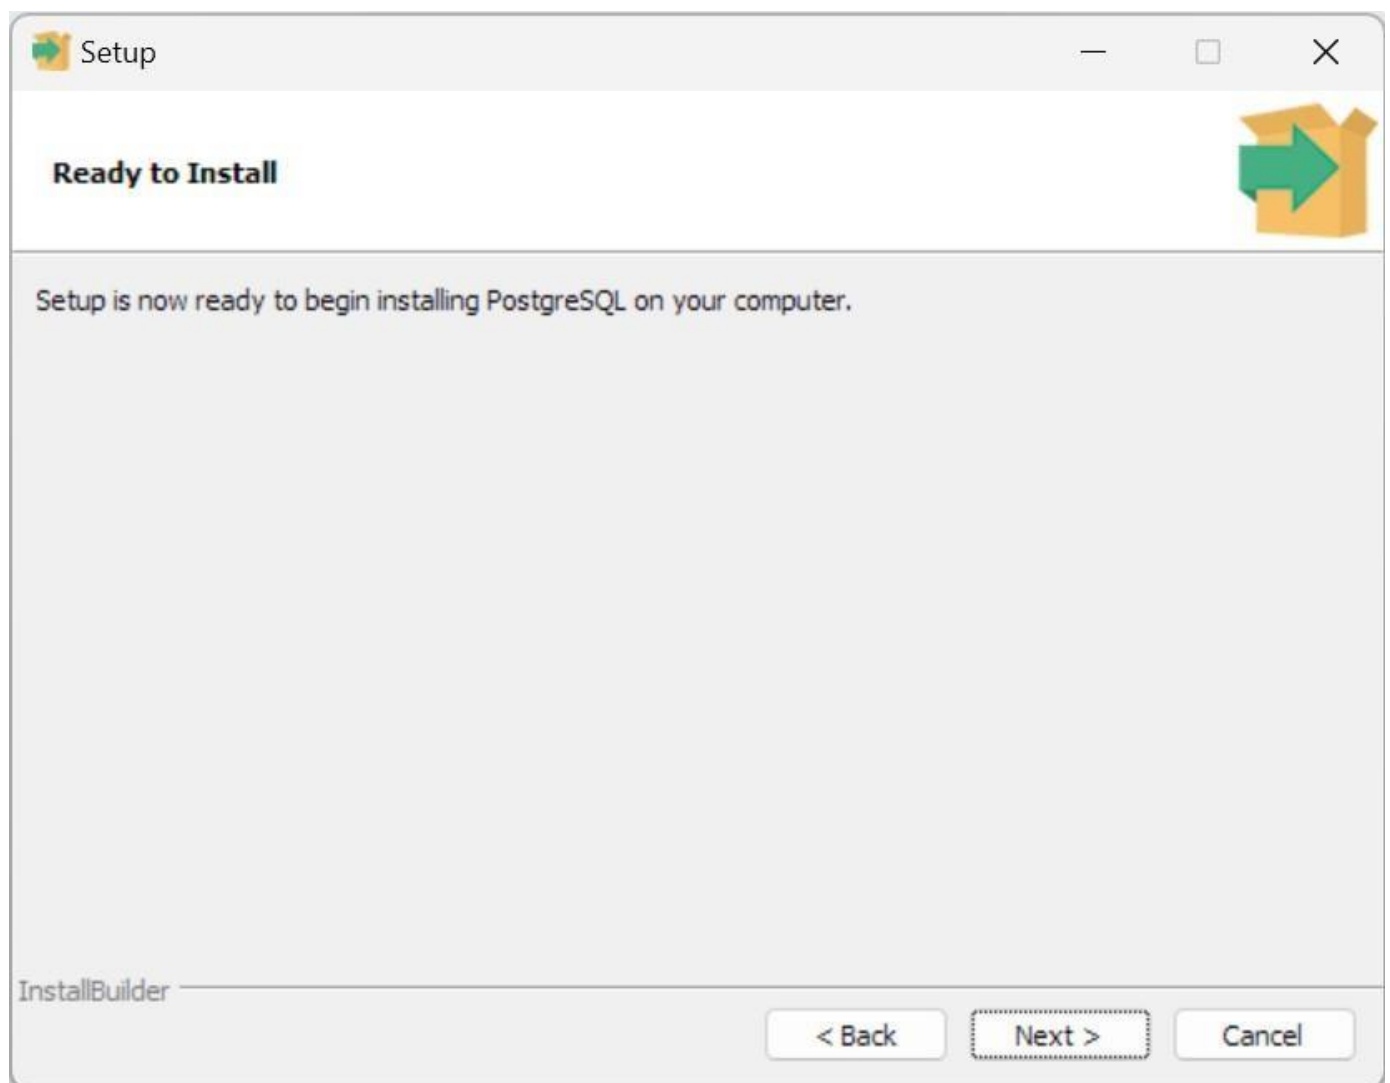 Setup
Ready to Install
Setup is now ready to begin installing PostgreSQL on your computer.
InstallBuilder
< Back
Next >
Cancel